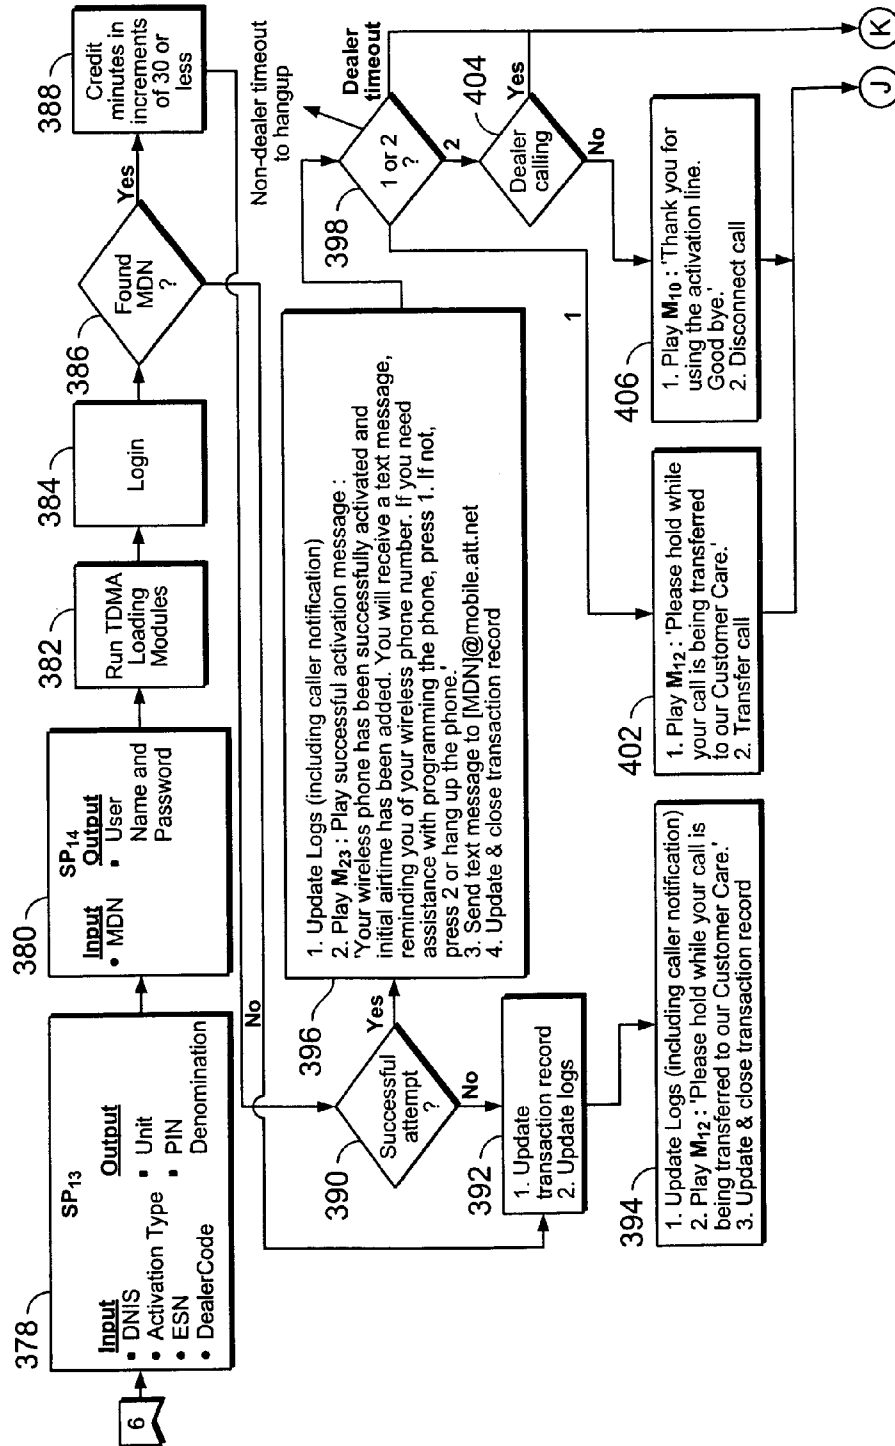 6
378
SP13
Input
• DNIS
• Activation Type
• ESN
• DealerCode
Output
▪ Unit
▪ PIN
Denomination
380
SP14
Input
• MDN
Output
▪ User
Name and
Password
382
Run TDMA
Loading
Modules
384
Login
386
Found
MDN
?
Yes
No
388
Credit
minutes in
increments
of 30 or
less
390
Successful
attempt
?
Yes
No
392
1. Update
transaction record
2. Update logs
394
1. Update Logs (including caller notification)
2. Play M12 : 'Please hold while your call is
being transferred to our Customer Care.'
3. Update & close transaction record
396
1. Update Logs (including caller notification)
2. Play M23 : Play successful activation message :
'Your wireless phone has been successfully activated and
initial airtime has been added. You will receive a text message,
reminding you of your wireless phone number. If you need
assistance with programming the phone, press 1. If not,
press 2 or hang up the phone.'
3. Send text message to [MDN]@mobile.att.net
4. Update & close transaction record
398
1 or 2
?
Non-dealer timeout
to hangup
Dealer
timeout
1
2
404
Dealer
calling
Yes
No
402
1. Play M12 : 'Please hold while
your call is being transferred
to our Customer Care.'
2. Transfer call
406
1. Play M10 : 'Thank you for
using the activation line.
Good bye.'
2. Disconnect call
J
K